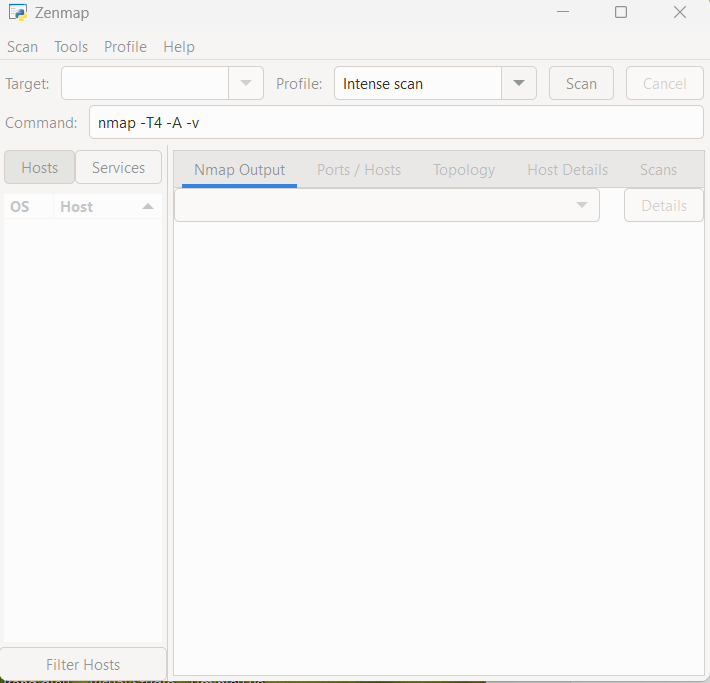 Zenmap
Scan Tools Profile Help
Target: Profile: Intense scan Scan Cancel
Command: nmap -T4 -A -v
Hosts Services
Nmap Output Ports / Hosts Topology Host Details Scans
OS Host
Details
Filter Hosts